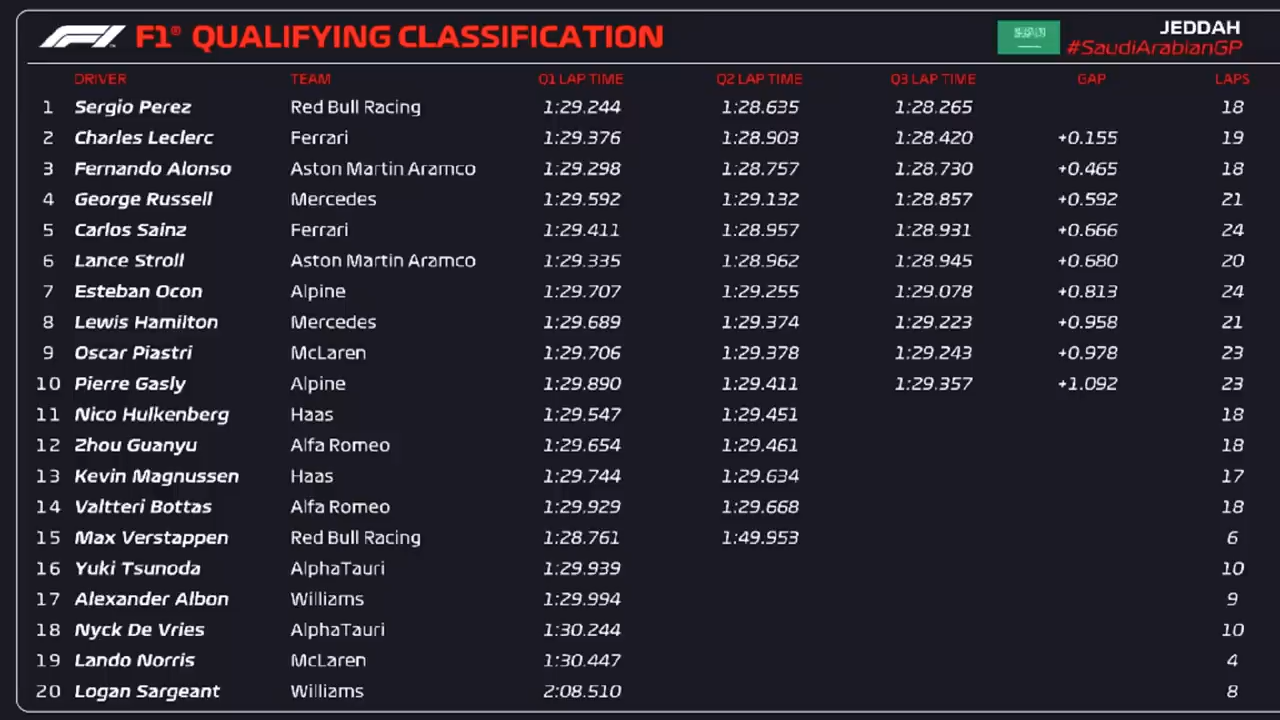 F1® QUALIFYING CLASSIFICATION JEDDAH
#SaudiArabianGP
DRIVER TEAM Q1 LAP TIME Q2 LAP TIME Q3 LAP TIME GAP LAPS
1 Sergio Perez Red Bull Racing 1:29.244 1:28.635 1:28.265 18
2 Charles Leclerc Ferrari 1:29.376 1:28.903 1:28.420 +0.155 19
3 Fernando Alonso Aston Martin Aramco 1:29.298 1:28.757 1:28.730 +0.465 18
4 George Russell Mercedes 1:29.592 1:29.132 1:28.857 +0.592 21
5 Carlos Sainz Ferrari 1:29.411 1:28.957 1:28.931 +0.666 24
6 Lance Stroll Aston Martin Aramco 1:29.335 1:28.962 1:28.945 +0.680 20
7 Esteban Ocon Alpine 1:29.707 1:29.255 1:29.078 +0.813 24
8 Lewis Hamilton Mercedes 1:29.689 1:29.374 1:29.223 +0.958 21
9 Oscar Piastri McLaren 1:29.706 1:29.378 1:29.243 +0.978 23
10 Pierre Gasly Alpine 1:29.890 1:29.411 1:29.357 +1.092 23
11 Nico Hulkenberg Haas 1:29.547 1:29.451 18
12 Zhou Guanyu Alfa Romeo 1:29.654 1:29.461 18
13 Kevin Magnussen Haas 1:29.744 1:29.634 17
14 Valtteri Bottas Alfa Romeo 1:29.929 1:29.668 18
15 Max Verstappen Red Bull Racing 1:28.761 1:49.953 6
16 Yuki Tsunoda AlphaTauri 1:29.939 10
17 Alexander Albon Williams 1:29.994 9
18 Nyck De Vries AlphaTauri 1:30.244 10
19 Lando Norris McLaren 1:30.447 4
20 Logan Sargeant Williams 2:08.510 8